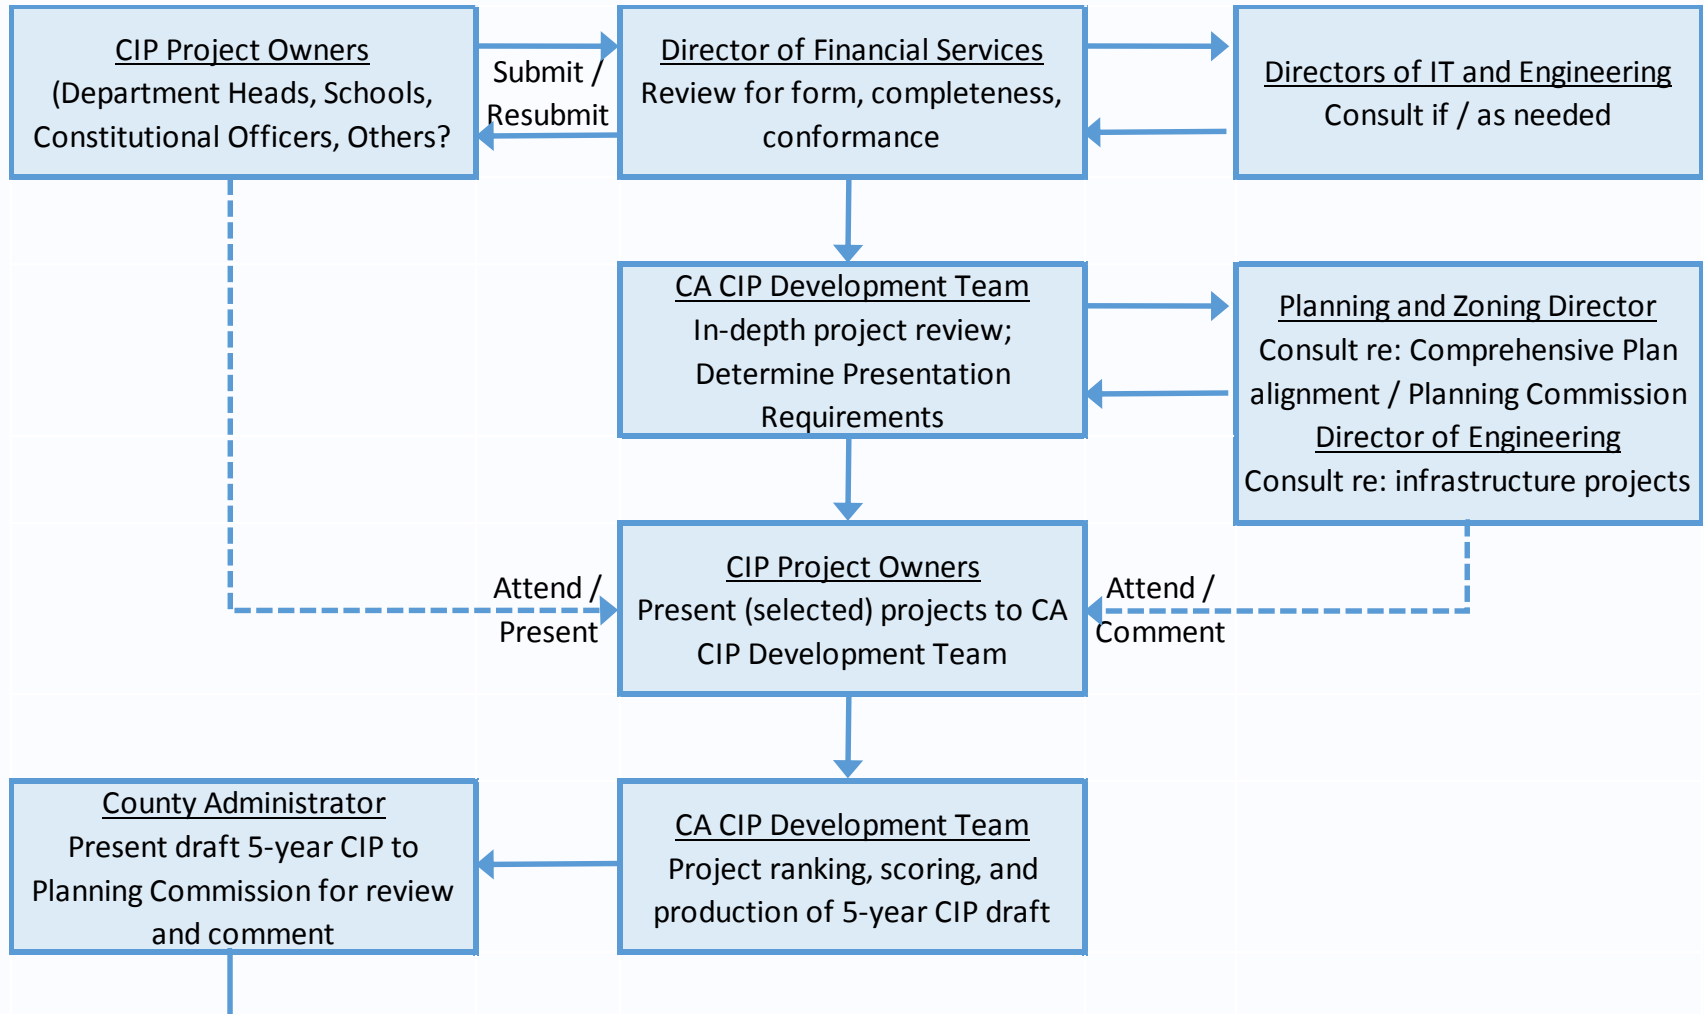 CIP Project Owners
(Department Heads, Schools,
Constitutional Officers, Others?
Submit /
Resubmit
Director of Financial Services
Review for form, completeness,
conformance
Directors of IT and Engineering
Consult if / as needed
CA CIP Development Team
In-depth project review;
Determine Presentation
Requirements
Planning and Zoning Director
Consult re: Comprehensive Plan
alignment / Planning Commission
Director of Engineering
Consult re: infrastructure projects
Attend /
Present
CIP Project Owners
Present (selected) projects to CA
CIP Development Team
Attend /
Comment
County Administrator
Present draft 5-year CIP to
Planning Commission for review
and comment
CA CIP Development Team
Project ranking, scoring, and
production of 5-year CIP draft